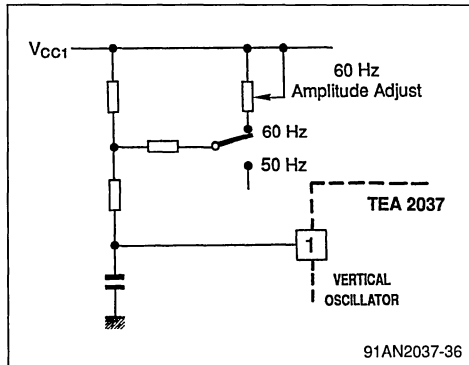 VCC1
60 Hz
Amplitude Adjust
60 Hz
50 Hz
TEA 2037
1
VERTICAL
OSCILLATOR
91AN2037-36